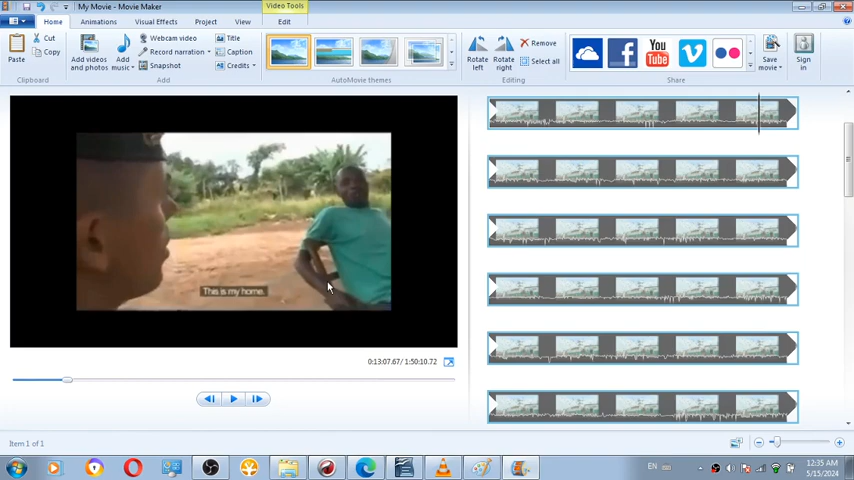 My Movie - Movie Maker
Video Tools
Home
Animations
Visual Effects
Project
View
Edit
Paste
Cut
Copy
Clipboard
Add videos
and photos
Add
music
Webcam video
Record narration
Snapshot
Title
Caption
Credits
Add
AutoMovie themes
Rotate
left
Rotate
right
Remove
Select all
Editing
You
Tube
Share
Save
movie
Sign
in
This is my home.
0:13:07.67/ 1:50:10.72
Item 1 of 1
EN
12:35 AM
5/15/2024